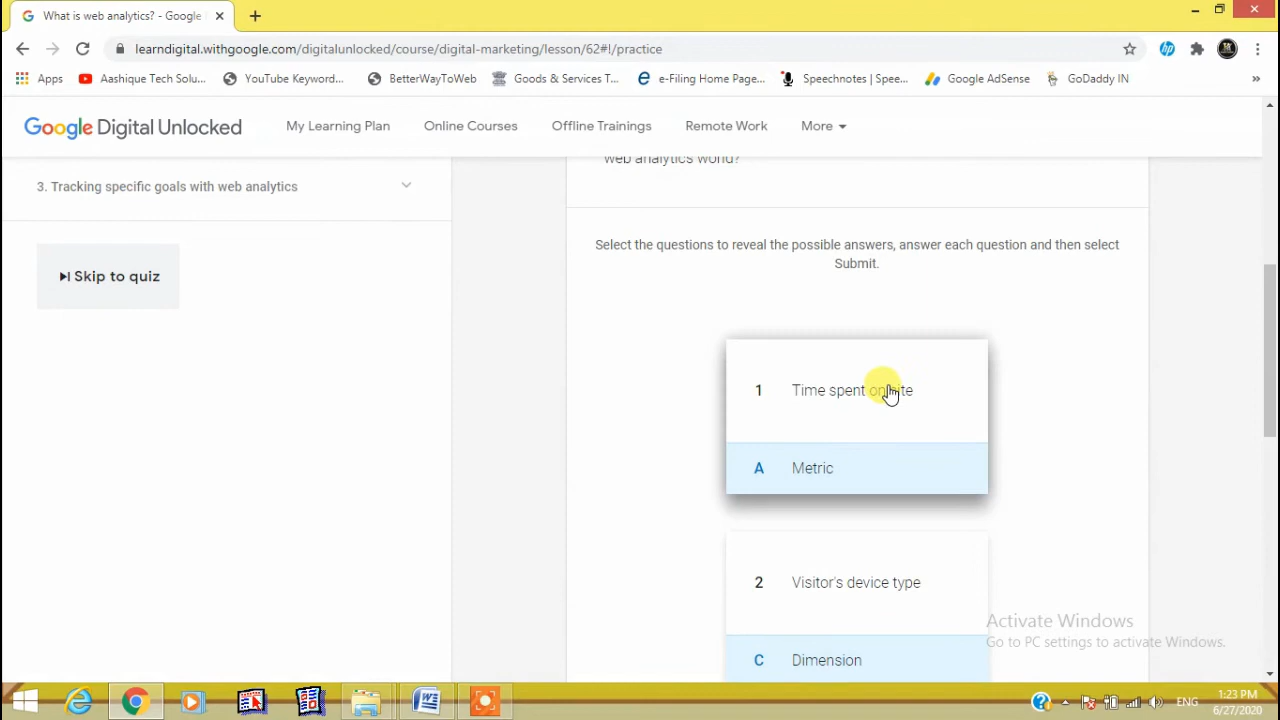 What is web analytics? - Google
learndigital.withgoogle.com/digitalunlocked/course/digital-marketing/lesson/62#!/practice
Apps
Aashique Tech Solu...
YouTube Keyword...
BetterWayToWeb
Goods & Services T...
e-Filing Home Page...
Speechnotes | Spee...
Google AdSense
GoDaddy IN
»
Google Digital Unlocked
My Learning Plan
Online Courses
Offline Trainings
Remote Work
More
web analytics world?
3. Tracking specific goals with web analytics
Skip to quiz
Select the questions to reveal the possible answers, answer each question and then select
Submit.
1 Time spent on site
A Metric
2 Visitor's device type
C Dimension
Activate Windows
Go to PC settings to activate Windows.
ENG
1:23 PM
6/27/2020